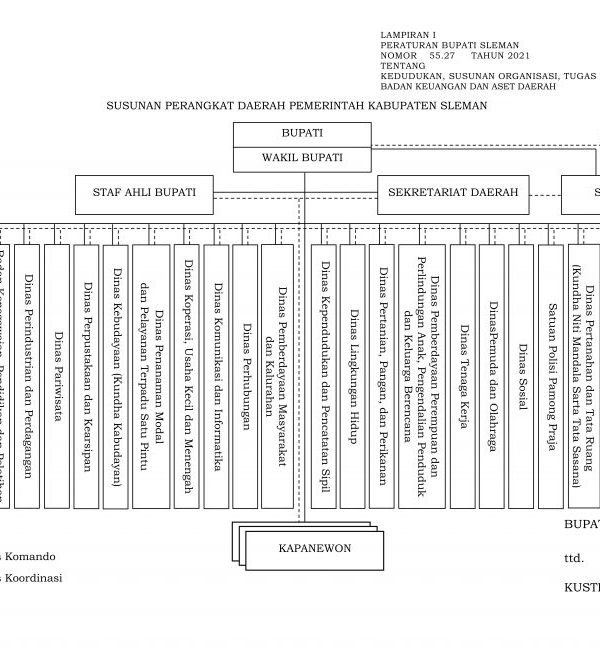 LAMPIRAN I
PERATURAN BUPATI SLEMAN
NOMOR 55.27 TAHUN 2021
TENTANG
KEDUDUKAN, SUSUNAN ORGANISASI, TUGAS
BADAN KEUANGAN DAN ASET DAERAH
SUSUNAN PERANGKAT DAERAH PEMERINTAH KABUPATEN SLEMAN
BUPATI
WAKIL BUPATI
STAF AHLI BUPATI
SEKRETARIAT DAERAH
S
Dinas Perindustrian dan Perdagangan
Dinas Pariwisata
Dinas Perpustakaan dan Kearsipan
Dinas Kebudayaan (Kundha Kabudayan)
Dinas Penanaman Modal
dan Pelayanan Terpadu Satu Pintu
Dinas Koperasi, Usaha Kecil dan Menengah
Dinas Komunikasi dan Informatika
Dinas Perhubungan
Dinas Pemberdayaan Masyarakat
dan Kalurahan
Dinas Kependudukan dan Pencatatan Sipil
Dinas Lingkungan Hidup
Dinas Pertanian, Pangan, dan Perikanan
Dinas Pemberdayaan Perempuan dan
Perlindungan Anak, Pengendalian Penduduk
dan Keluarga Berencana
Dinas Tenaga Kerja
DinasPemuda dan Olahraga
Dinas Sosial
Satuan Polisi Pamong Praja
Dinas Pertanahan dan Tata Ruang
(Kundha Niti Mandala Sarta Tata Sasana)
KAPANEWON
s Komando
s Koordinasi
BUPA
ttd.
KUST